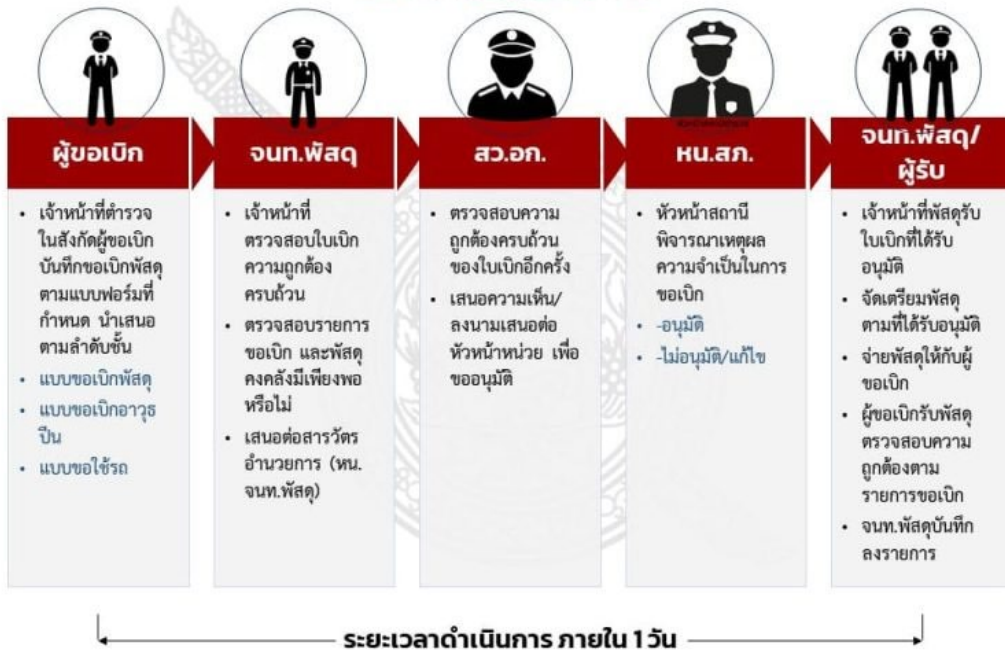 ผู้ขอเบิก
จนท.พัสดุ
สว.อก.
หน.สภ.
จนท.พัสดุ/
ผู้รับ
• เจ้าหน้าที่ตำรวจ
ในสังกัดผู้ขอเบิก
บันทึกขอเบิกพัสดุ
ตามแบบฟอร์มที่
กำหนด นำเสนอ
ตามลำดับชั้น
• แบบขอเบิกพัสดุ
• แบบขอเบิกอาวุธ
ปืน
• แบบขอใช้รถ
• เจ้าหน้าที่
ตรวจสอบใบเบิก
ความถูกต้อง
ครบถ้วน
• ตรวจสอบรายการ
ขอเบิก และพัสดุ
คงคลังมีเพียงพอ
หรือไม่
• เสนอต่อสารวัตร
อำนวยการ (หน.
จนท.พัสดุ)
• ตรวจสอบความ
ถูกต้องครบถ้วน
ของใบเบิกอีกครั้ง
• เสนอความเห็น/
ลงนามเสนอต่อ
หัวหน้าหน่วย เพื่อ
ขออนุมัติ
• หัวหน้าสถานี
พิจารณาเหตุผล
ความจำเป็นในการ
ขอเบิก
• -อนุมัติ
• -ไม่อนุมัติ/แก้ไข
• เจ้าหน้าที่พัสดุรับ
ใบเบิกที่ได้รับ
อนุมัติ
• จัดเตรียมพัสดุ
ตามที่ได้รับอนุมัติ
• จ่ายพัสดุให้กับผู้
ขอเบิก
• ผู้ขอเบิกรับพัสดุ
ตรวจสอบความ
ถูกต้องตาม
รายการขอเบิก
• จนท.พัสดุบันทึก
ลงรายการ
ระยะเวลาดำเนินการ ภายใน 1 วัน